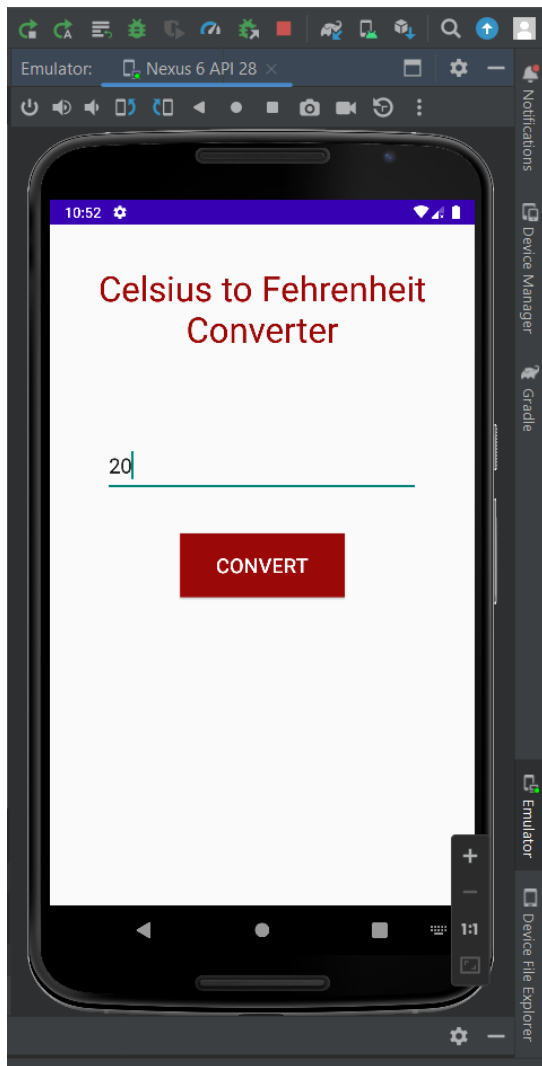 Emulator:
Nexus 6 API 28
10:52
Celsius to Fehrenheit
Converter
20
CONVERT
1:1
Notifications
Device Manager
Gradle
Emulator
Device File Explorer